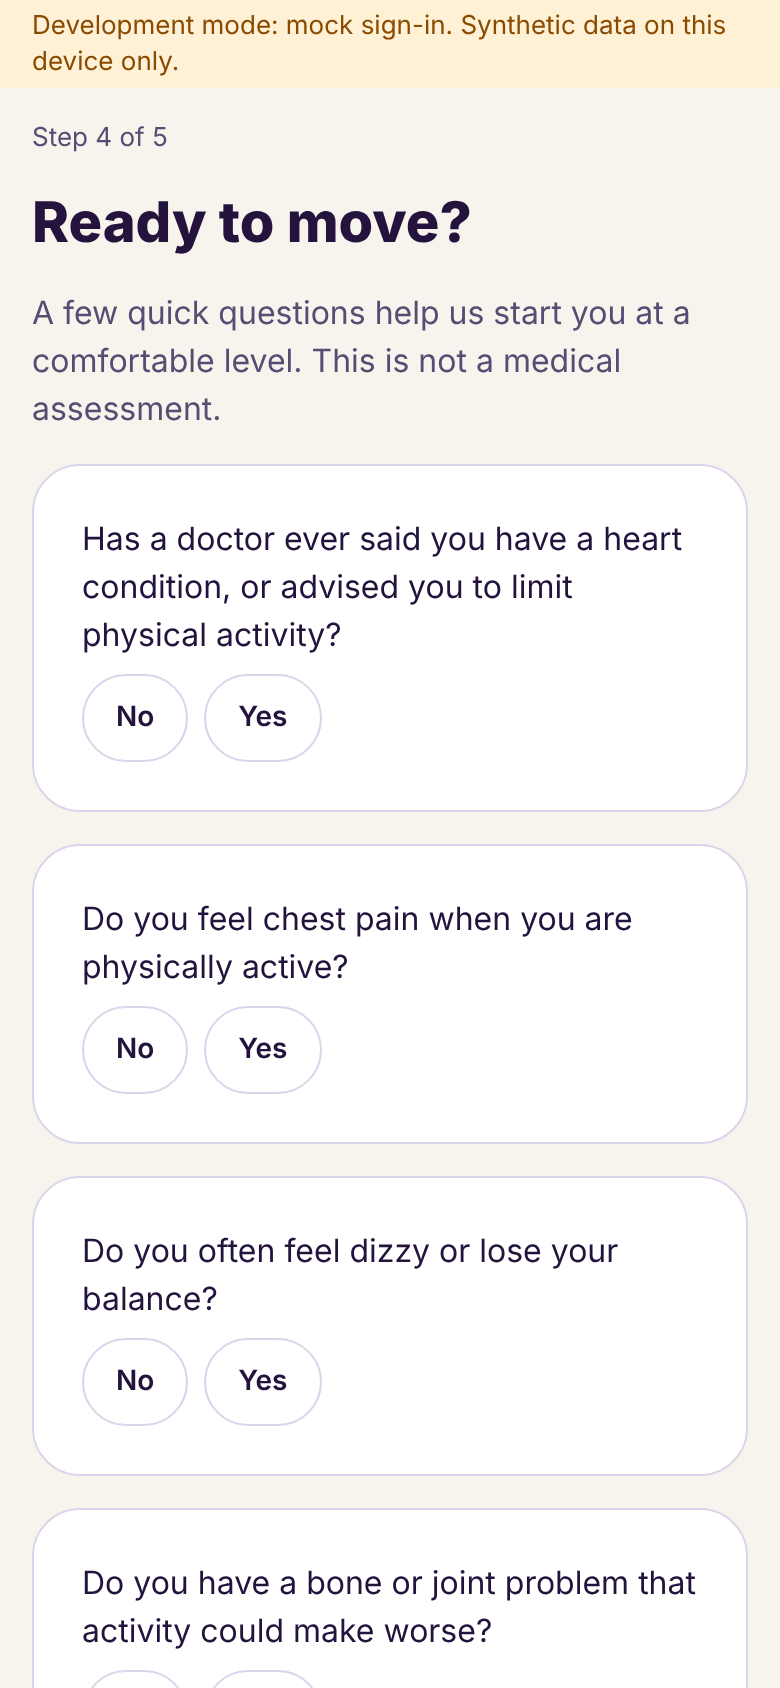 Development mode: mock sign-in. Synthetic data on this
device only.
Step 4 of 5
Ready to move?
A few quick questions help us start you at a
comfortable level. This is not a medical
assessment.
Has a doctor ever said you have a heart
condition, or advised you to limit
physical activity?
No Yes
Do you feel chest pain when you are
physically active?
No Yes
Do you often feel dizzy or lose your
balance?
No Yes
Do you have a bone or joint problem that
activity could make worse?